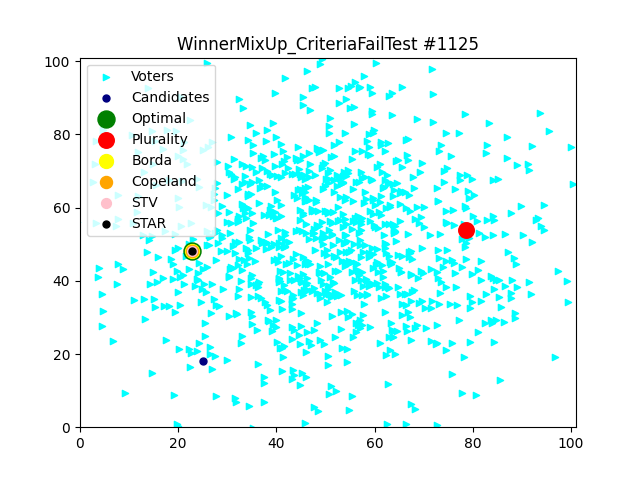 WinnerMixUp_CriteriaFailTest #1125
100
80
60
40
20
0
Voters
Candidates
Optimal
Plurality
Borda
Copeland
STV
STAR
0
20
40
60
80
100